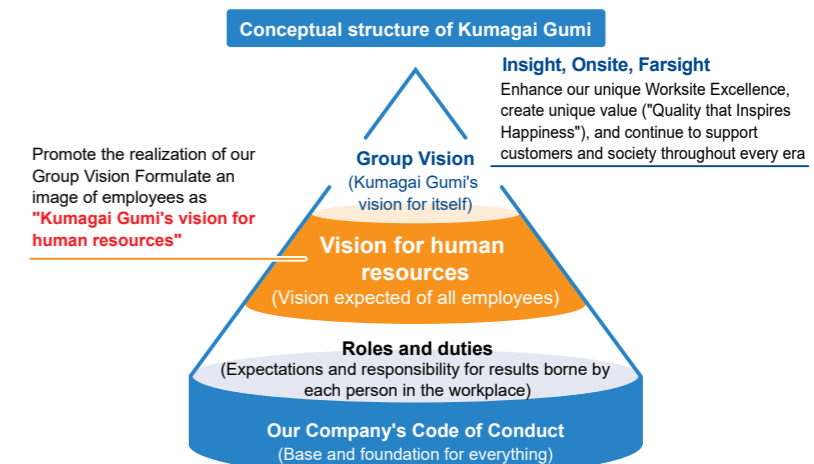 Conceptual structure of Kumagai Gumi
Insight, Onsite, Farsight
Enhance our unique Worksite Excellence,
create unique value ("Quality that Inspires
Happiness"), and continue to support
customers and society throughout every era
Promote the realization of our
Group Vision Formulate an
image of employees as
"Kumagai Gumi's vision for
human resources"
Group Vision
(Kumagai Gumi's
vision for itself)
Vision for human
resources
(Vision expected of all employees)
Roles and duties
(Expectations and responsibility for results borne by
each person in the workplace)
Our Company's Code of Conduct
(Base and foundation for everything)